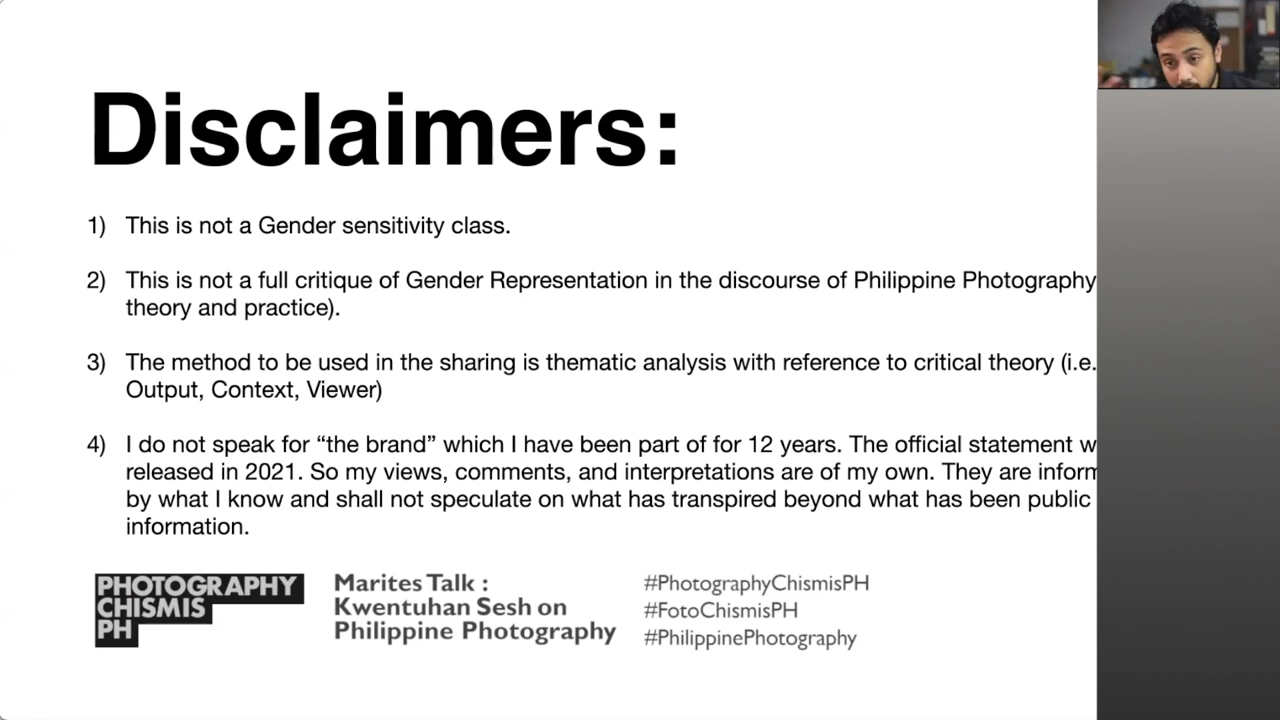 Disclaimers:
1) This is not a Gender sensitivity class.
2) This is not a full critique of Gender Representation in the discourse of Philippine Photography
theory and practice).
3) The method to be used in the sharing is thematic analysis with reference to critical theory (i.e.
Output, Context, Viewer)
4) I do not speak for “the brand” which I have been part of for 12 years. The official statement w
released in 2021. So my views, comments, and interpretations are of my own. They are inform
by what I know and shall not speculate on what has transpired beyond what has been public
information.
PHOTOGRAPHY
CHISMIS
PH
Marites Talk :
Kwentuhan Sesh on
Philippine Photography
#PhotographyChismisPH
#FotoChismisPH
#PhilippinePhotography